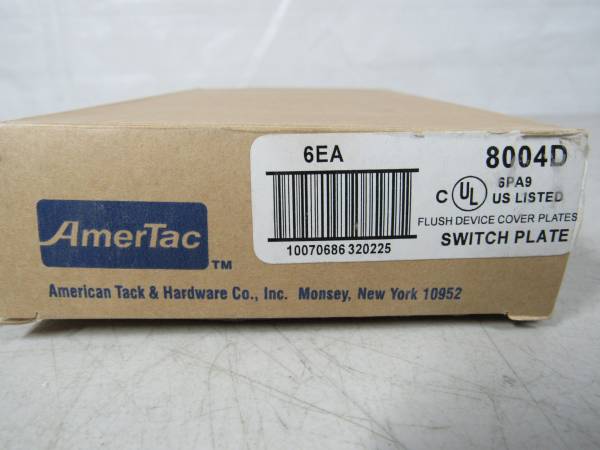 6EA
8004D
6PA9
C UL US LISTED
FLUSH DEVICE COVER PLATES
SWITCH PLATE
10070686 320225
AmerTac TM
American Tack & Hardware Co., Inc. Monsey, New York 10952